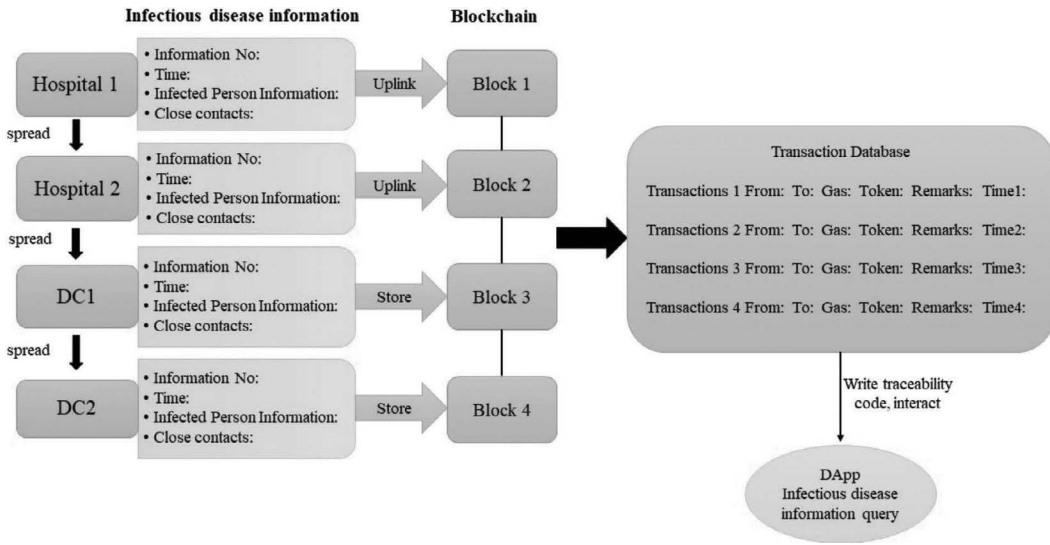 Infectious disease information
Blockchain
Hospital 1
• Information No:
• Time:
• Infected Person Information:
• Close contacts:
Uplink
Block 1
spread
Hospital 2
• Information No:
• Time:
• Infected Person Information:
• Close contacts:
Uplink
Block 2
spread
DC1
• Information No:
• Time:
• Infected Person Information:
• Close contacts:
Store
Block 3
spread
DC2
• Information No:
• Time:
• Infected Person Information:
• Close contacts:
Store
Block 4
Transaction Database
Transactions 1 From: To: Gas: Token: Remarks: Time1:
Transactions 2 From: To: Gas: Token: Remarks: Time2:
Transactions 3 From: To: Gas: Token: Remarks: Time3:
Transactions 4 From: To: Gas: Token: Remarks: Time4:
Write traceability
code, interact
DApp
Infectious disease
information query